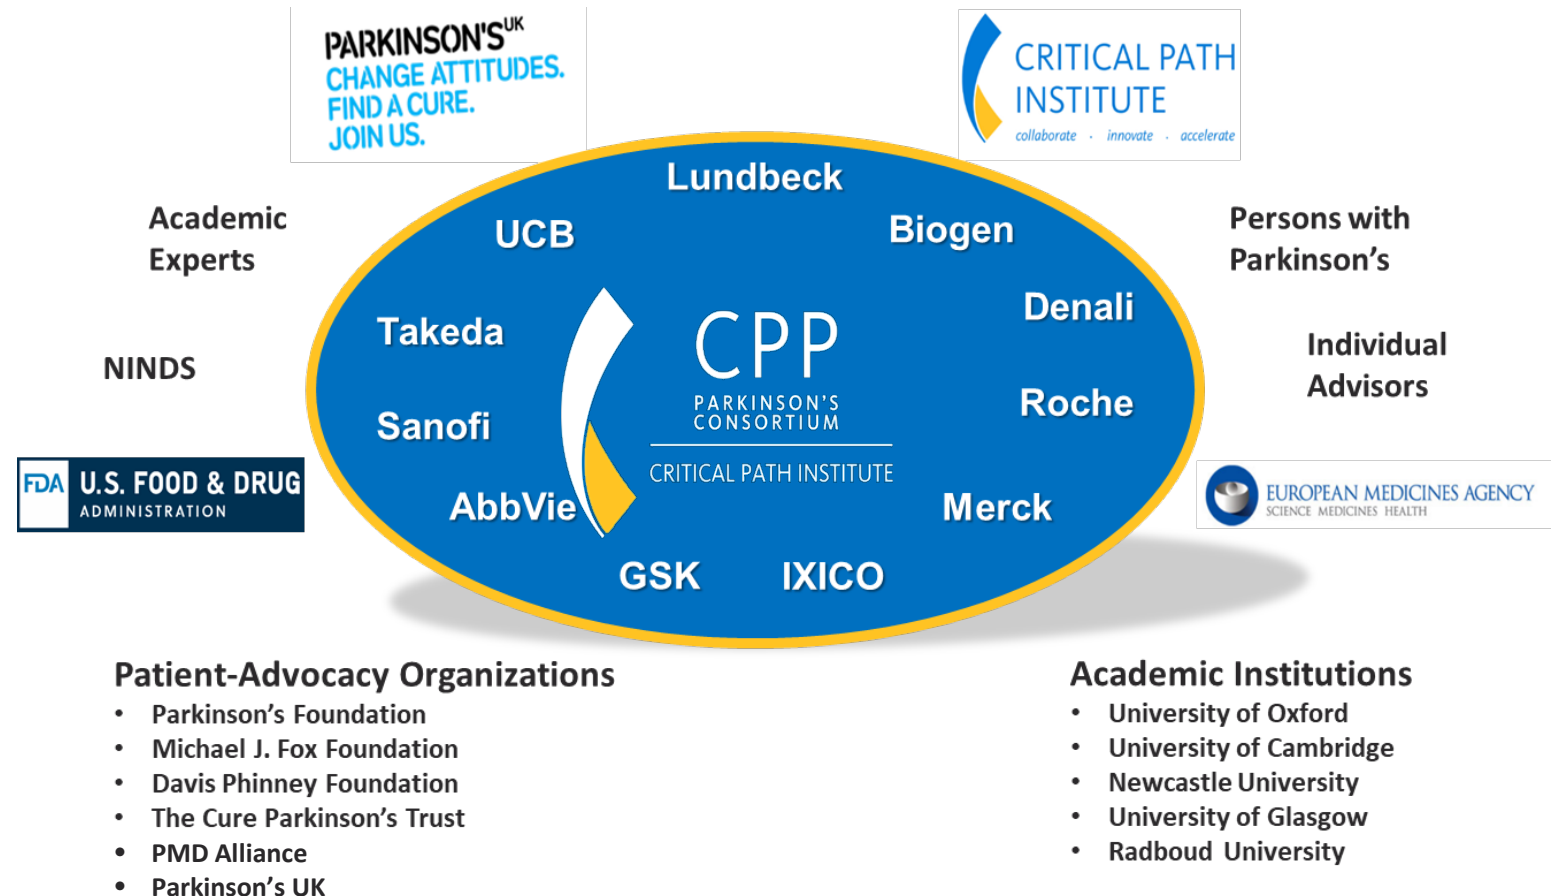 PARKINSON'S UK
CHANGE ATTITUDES.
FIND A CURE.
JOIN US.
CRITICAL PATH
INSTITUTE
collaborate . innovate . accelerate
Lundbeck
UCB
Biogen
Academic
Experts
Persons with
Parkinson’s
Takeda
Denali
NINDS
Individual
Advisors
CPP
PARKINSON'S
CONSORTIUM
CRITICAL PATH INSTITUTE
Sanofi
Roche
FDA U.S. FOOD & DRUG
ADMINISTRATION
EUROPEAN MEDICINES AGENCY
SCIENCE MEDICINES HEALTH
AbbVie
Merck
GSK
IXICO
Patient-Advocacy Organizations
• Parkinson’s Foundation
• Michael J. Fox Foundation
• Davis Phinney Foundation
• The Cure Parkinson’s Trust
• PMD Alliance
• Parkinson’s UK
Academic Institutions
• University of Oxford
• University of Cambridge
• Newcastle University
• University of Glasgow
• Radboud University